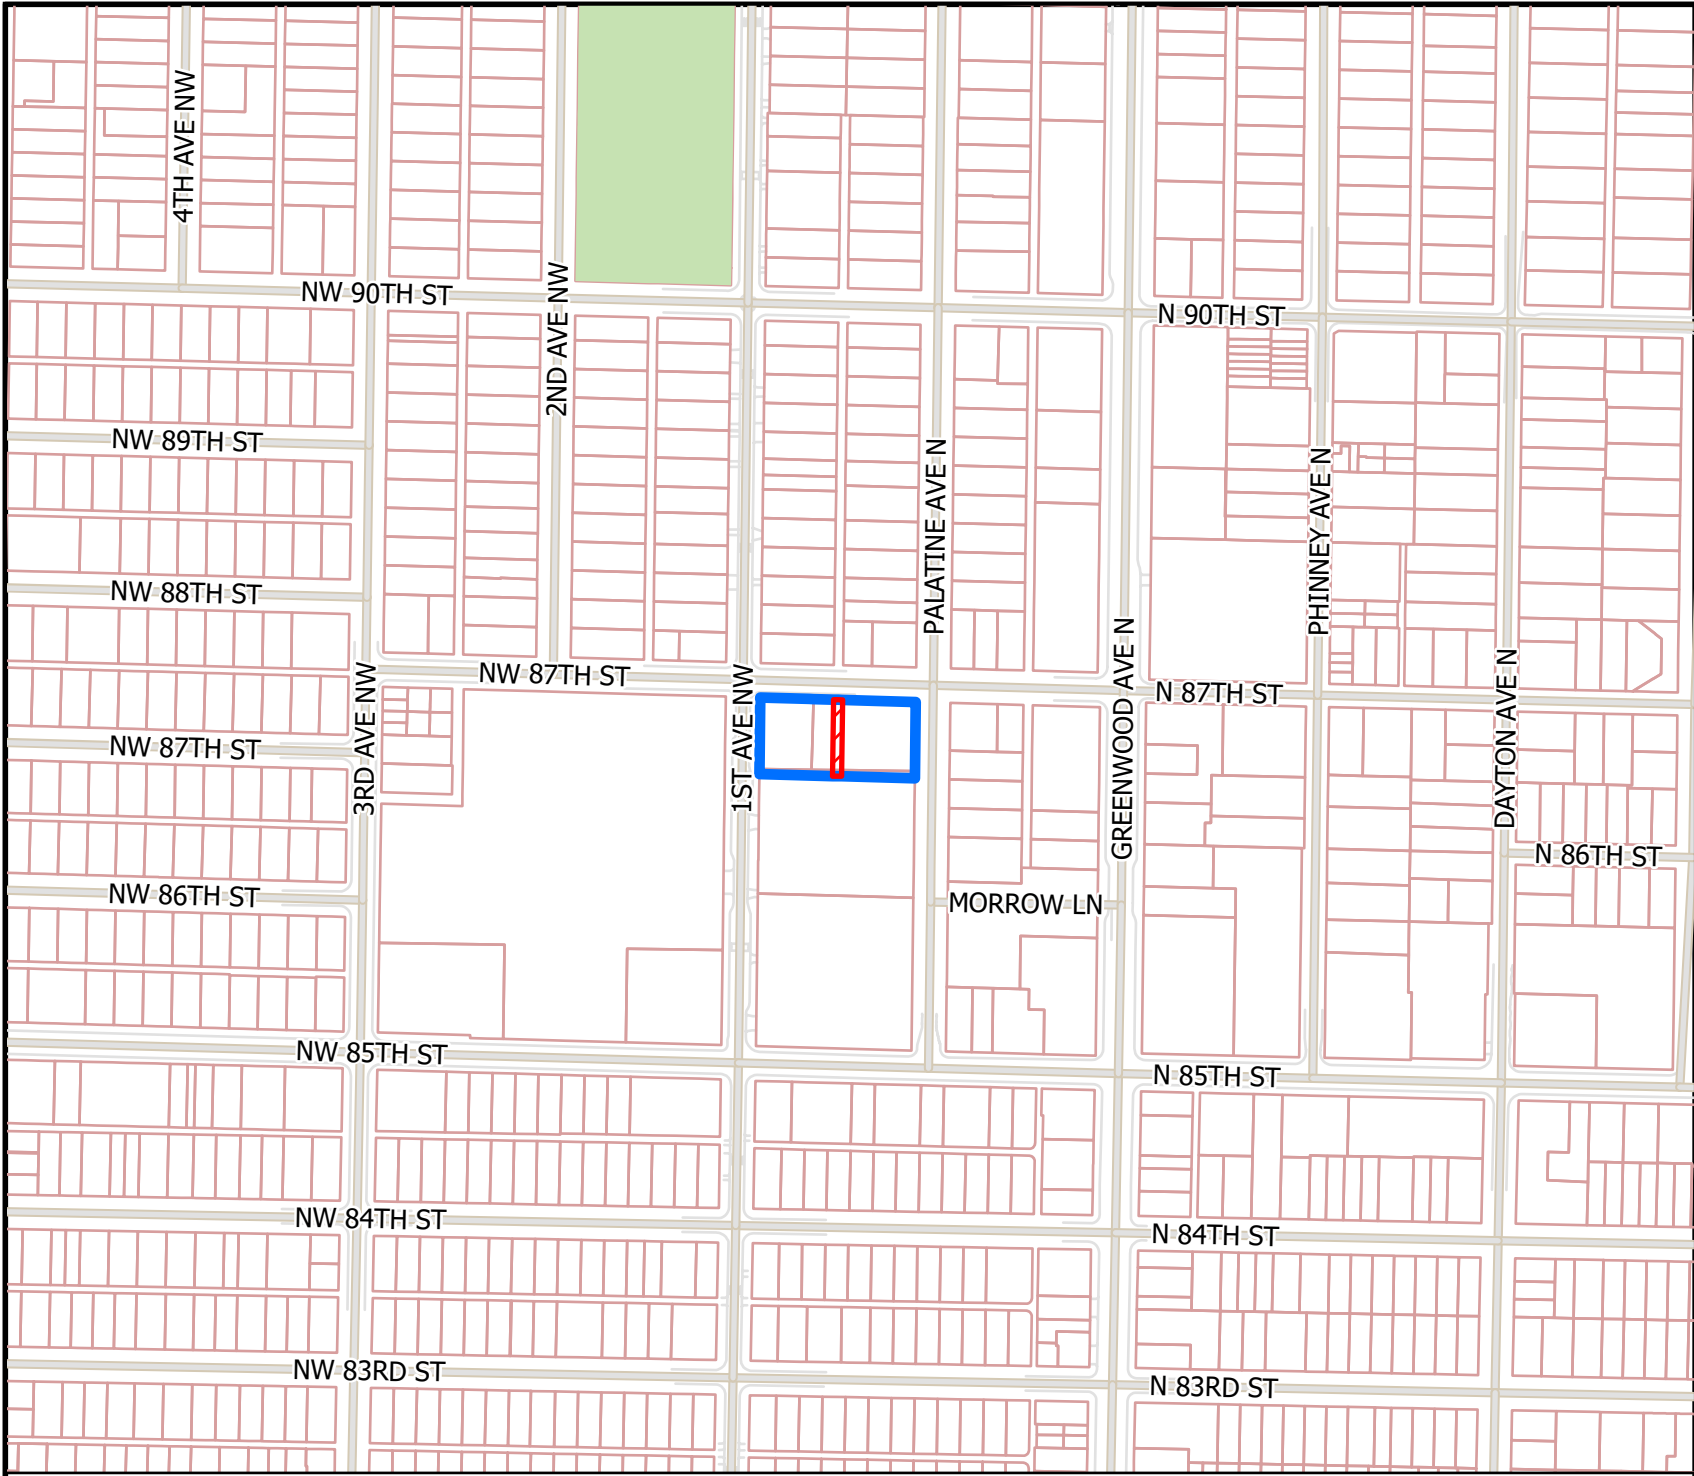 4TH AVE NW
NW 90TH ST
2ND AVE NW
N 90TH ST
NW 89TH ST
PALATINE AVE N
PHINNEY AVE N
NW 88TH ST
GREENWOOD AVE N
NW 87TH ST
3RD AVE NW
1ST AVE NW
N 87TH ST
DAYTON AVE N
NW 87TH ST
N 86TH ST
NW 86TH ST
MORROW LN
NW 85TH ST
N 85TH ST
NW 84TH ST
N 84TH ST
NW 83RD ST
N 83RD ST